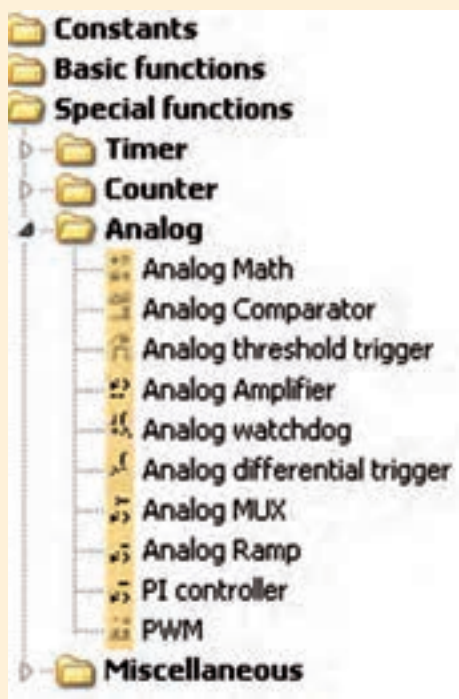 Constants
Basic functions
Special functions
Timer
Counter
Analog
Analog Math
Analog Comparator
Analog threshold trigger
Analog Amplifier
Analog watchdog
Analog differential trigger
Analog MUX
Analog Ramp
PI controller
PWM
Miscellaneous